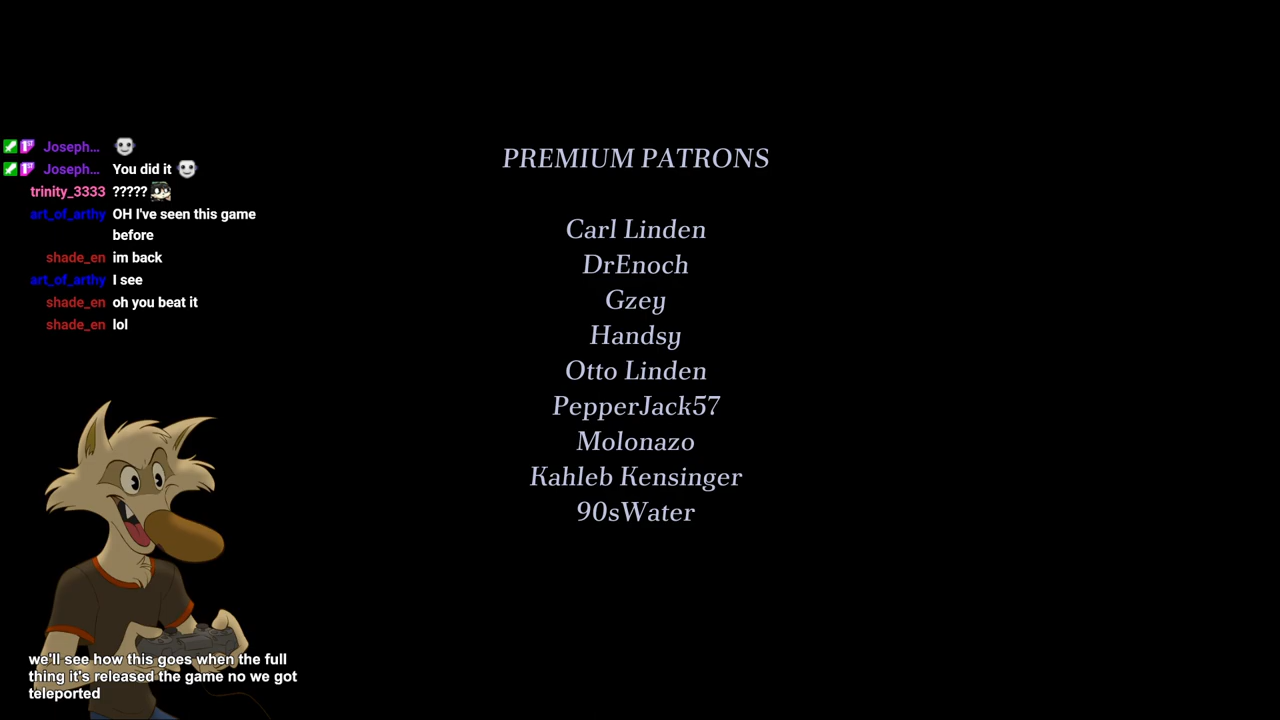 Joseph...
Joseph... You did it
trinity_3333 ?????
art_of_arthy OH I've seen this game
before
shade_en im back
art_of_arthy I see
shade_en oh you beat it
shade_en lol
PREMIUM PATRONS
Carl Linden
DrEnoch
Gzey
Handsy
Otto Linden
PepperJack57
Molonazo
Kahleb Kensinger
90sWater
we'll see how this goes when the full
thing it's released the game no we got
teleported